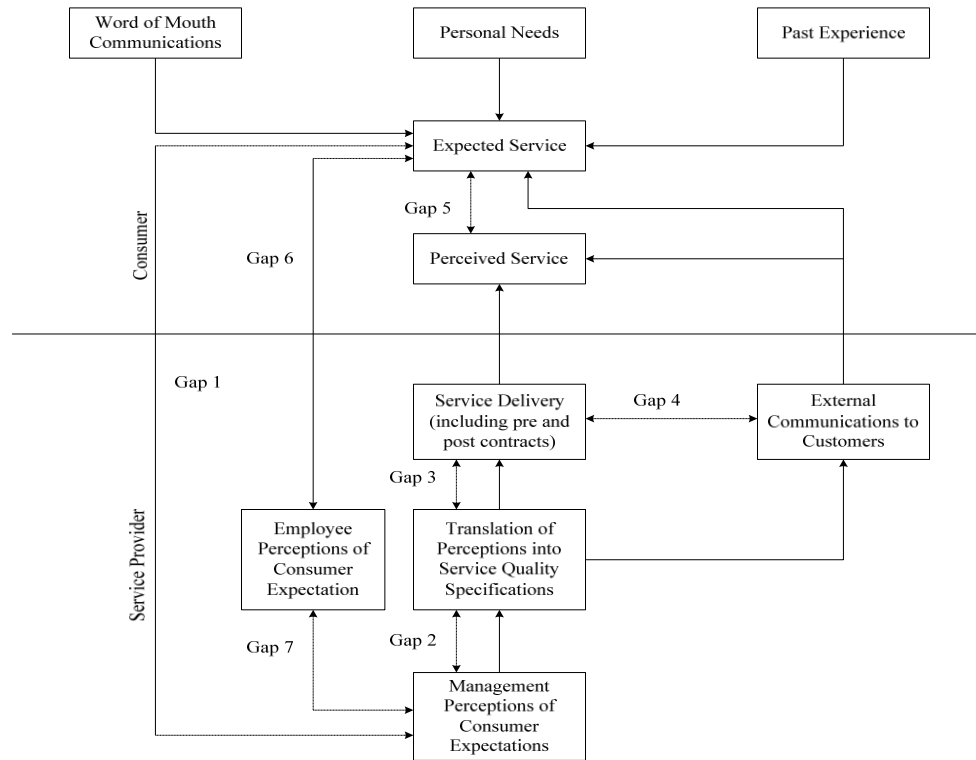 Word of Mouth
Communications
Personal Needs
Past Experience
Expected Service
Gap 5
Consumer
Gap 6
Perceived Service
Gap 1
Service Delivery
(including pre and
post contracts)
Gap 4
External
Communications to
Customers
Gap 3
Service Provider
Employee
Perceptions of
Consumer
Expectation
Translation of
Perceptions into
Service Quality
Specifications
Gap 7
Gap 2
Management
Perceptions of
Consumer
Expectations